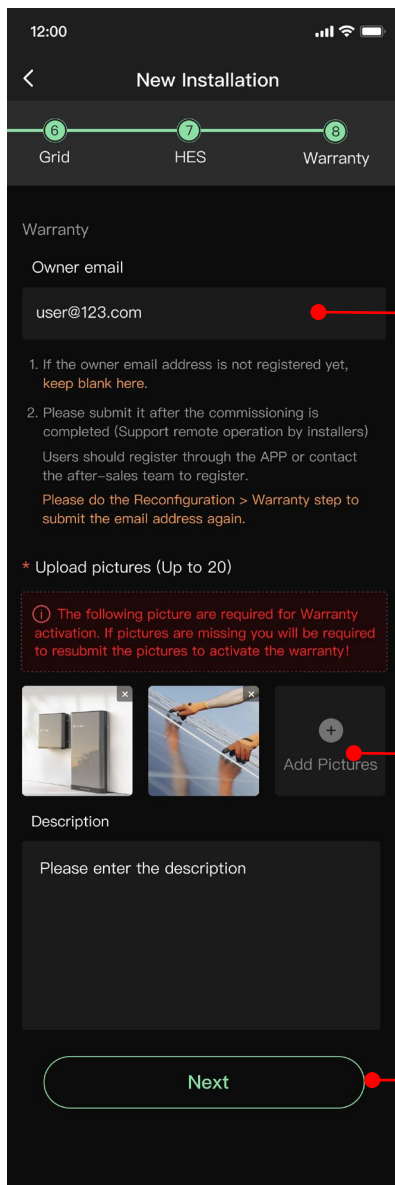 12:00
New Installation
6
7
8
Grid
HES
Warranty
Warranty
Owner email
user@123.com
1. If the owner email address is not registered yet,
keep blank here.
2. Please submit it after the commissioning is
completed (Support remote operation by installers)
Users should register through the APP or contact
the after-sales team to register.
Please do the Reconfiguration > Warranty step to
submit the email address again.
* Upload pictures (Up to 20)
The following picture are required for Warranty
activation. If pictures are missing you will be required
to resubmit the pictures to activate the warranty!
Add Pictures
Description
Please enter the description
Next